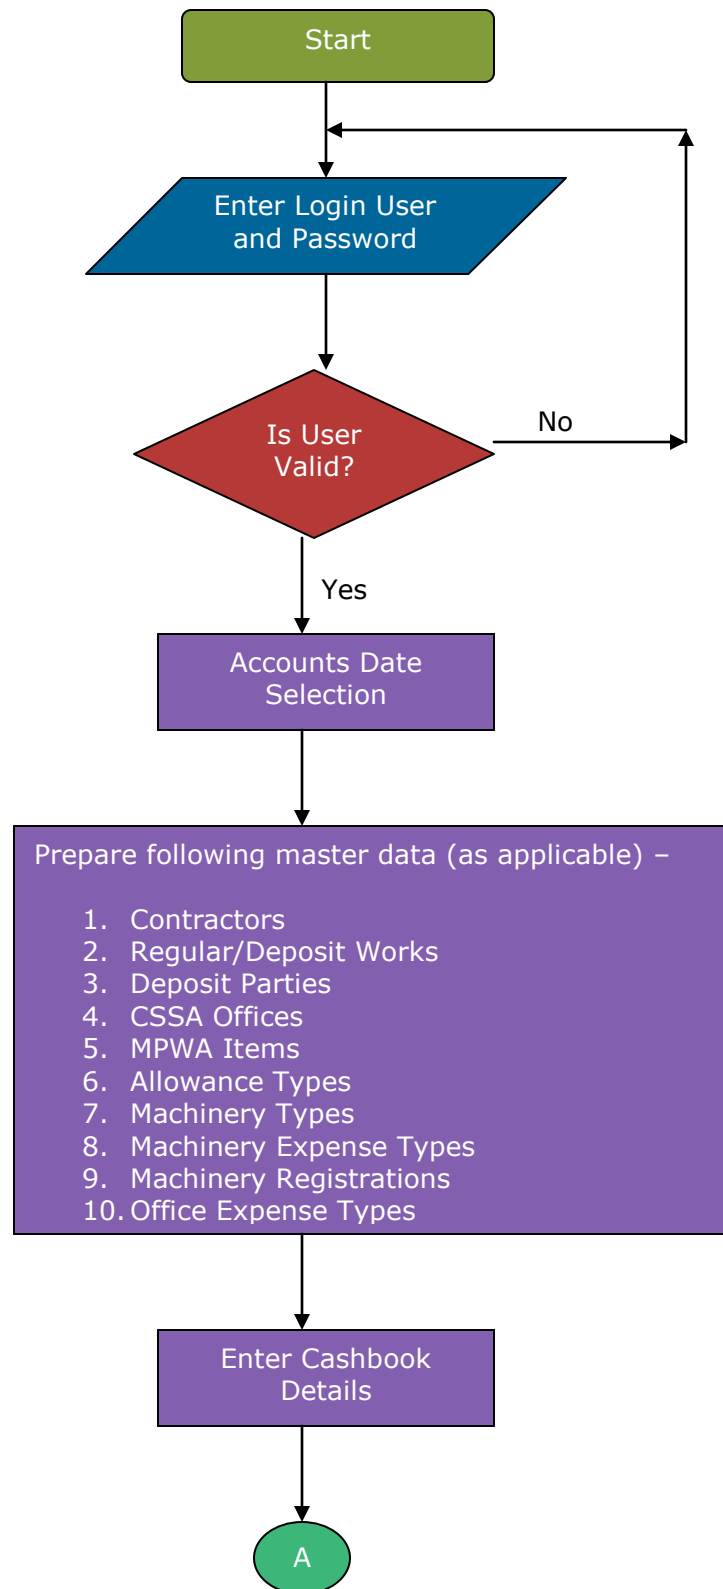 Start
Enter Login User
and Password
Is User
Valid?
No
Yes
Accounts Date
Selection
Prepare following master data (as applicable) –
1. Contractors
2. Regular/Deposit Works
3. Deposit Parties
4. CSSA Offices
5. MPWA Items
6. Allowance Types
7. Machinery Types
8. Machinery Expense Types
9. Machinery Registrations
10. Office Expense Types
Enter Cashbook
Details
A